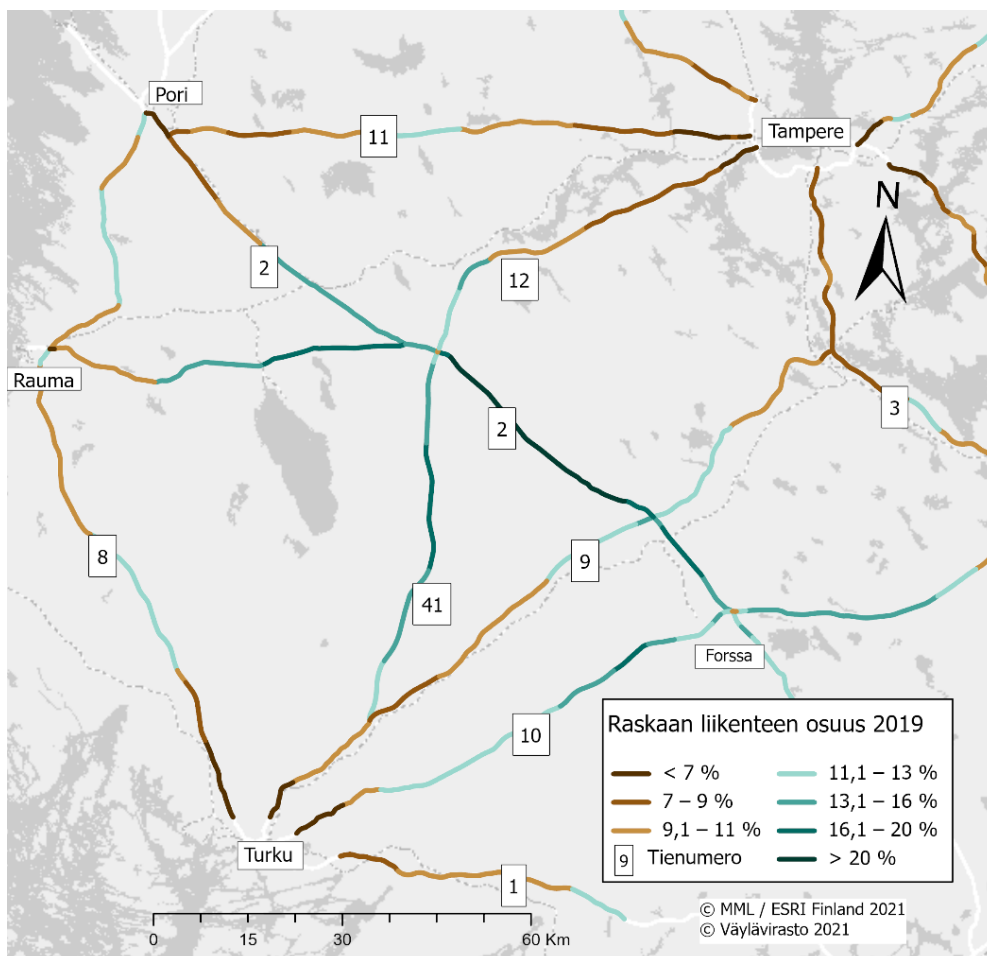 Pori
11
Tampere
N
2
12
Rauma
3
2
8
9
41
Forssa
10
Turku
1
Raskaan liikenteen osuus 2019
< 7 %
11,1 – 13 %
7 – 9 %
13,1 – 16 %
9,1 – 11 %
16,1 – 20 %
9 Tienumero
> 20 %
© MML / ESRI Finland 2021
© Väylävirasto 2021
0 15 30 60 Km